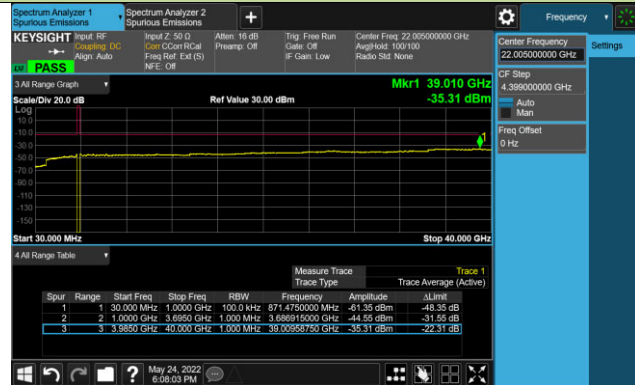 Spectrum Analyzer 1
Spurious Emissions
Spectrum Analyzer 2
Spurious Emissions
Frequency
KEYSIGHT
Input: RF
Coupling: DC
Align: Auto
Input Z: 50 Ω
Corr CCorr RCal
Freq Ref: Ext (S)
NFE: Off
Atten: 16 dB
Preamp: Off
Trig: Free Run
Gate: Off
IF Gain: Low
Center Freq: 22.005000000 GHz
Avg|Hold: 100/100
Radio Std: None
PASS
Center Frequency
22.005000000 GHz
Settings
CF Step
4.399000000 GHz
Auto
Man
Freq Offset
0 Hz
3 All Range Graph
Mkr1 39.010 GHz
Scale/Div 20.0 dB
Ref Value 30.00 dBm
-35.31 dBm
Log
10.0
-10.0
-30.0
-50.0
-70.0
-90.0
-110
-130
-150
1
Start 30.000 MHz
Stop 40.000 GHz
4 All Range Table
Measure Trace Trace 1
Trace Type Trace Average (Active)
Spur Range Start Freq Stop Freq RBW Frequency Amplitude ΔLimit
1 1 30.000 MHz 1.0000 GHz 100.0 kHz 871.4750000 MHz -61.35 dBm -48.35 dB
2 2 1.0000 GHz 3.6950 GHz 1.000 MHz 3.686915000 GHz -44.55 dBm -31.55 dB
3 3 3.9850 GHz 40.000 GHz 1.000 MHz 39.00958750 GHz -35.31 dBm -22.31 dB
May 24, 2022
6:08:03 PM